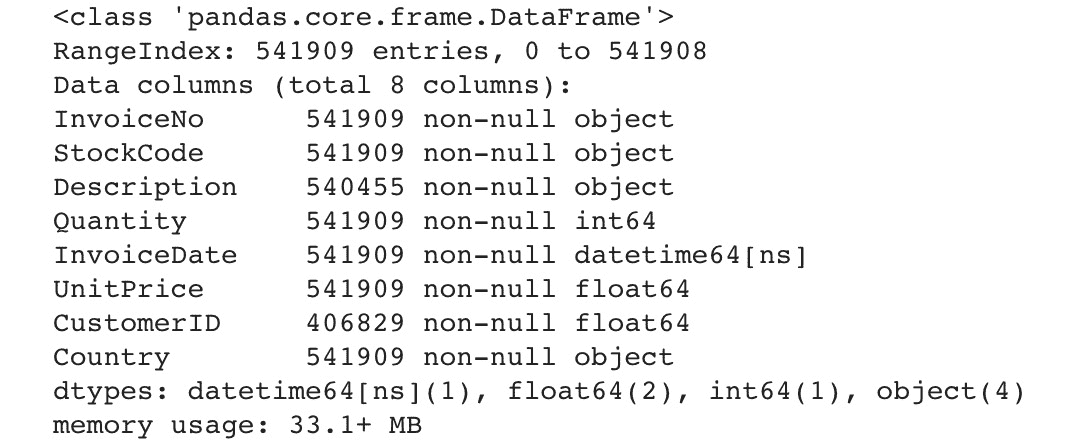 <class 'pandas.core.frame.DataFrame'>
RangeIndex: 541909 entries, 0 to 541908
Data columns (total 8 columns):
InvoiceNo      541909 non-null object
StockCode      541909 non-null object
Description    540455 non-null object
Quantity       541909 non-null int64
InvoiceDate    541909 non-null datetime64[ns]
UnitPrice      541909 non-null float64
CustomerID     406829 non-null float64
Country        541909 non-null object
dtypes: datetime64[ns](1), float64(2), int64(1), object(4)
memory usage: 33.1+ MB